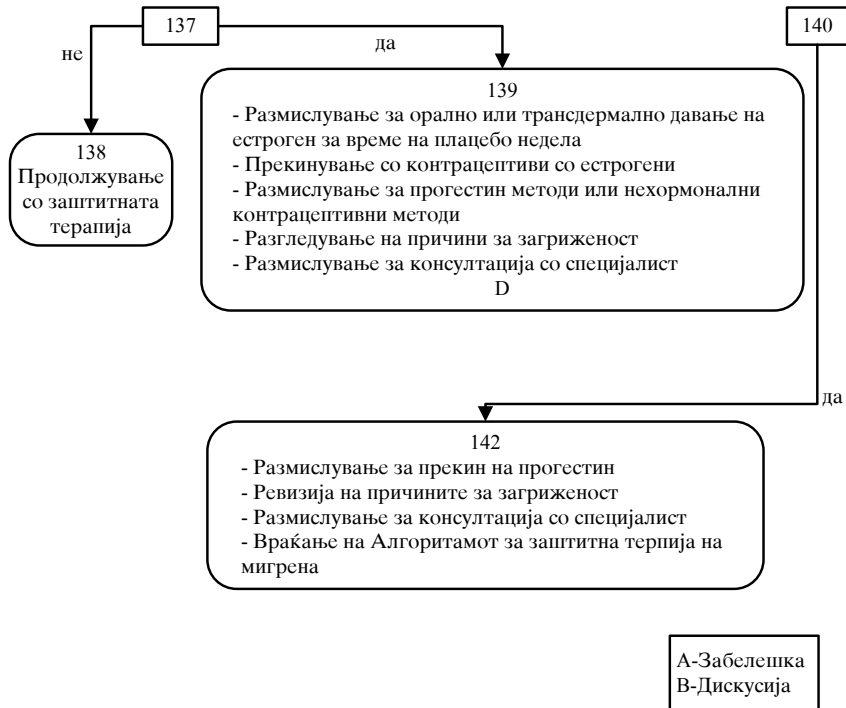 137
140
не
да
139
- Размислување за орално или трансдермално давање на
естроген за време на плацебо недела
- Прекинување со контрацептиви со естрогени
- Размислување за прогестин методи или нехормонални
контрацептивни методи
- Разгледување на причини за загриженост
- Размислување за консултација со специјалист
D
138
Продолжување
со заштитната
терапија
да
142
- Размислување за прекин на прогестин
- Ревизија на причините за загриженост
- Размислување за консултација со специјалист
- Враќање на Алгоритамот за заштитна терпија на
мигрена
А-Забелешка
В-Дискусија